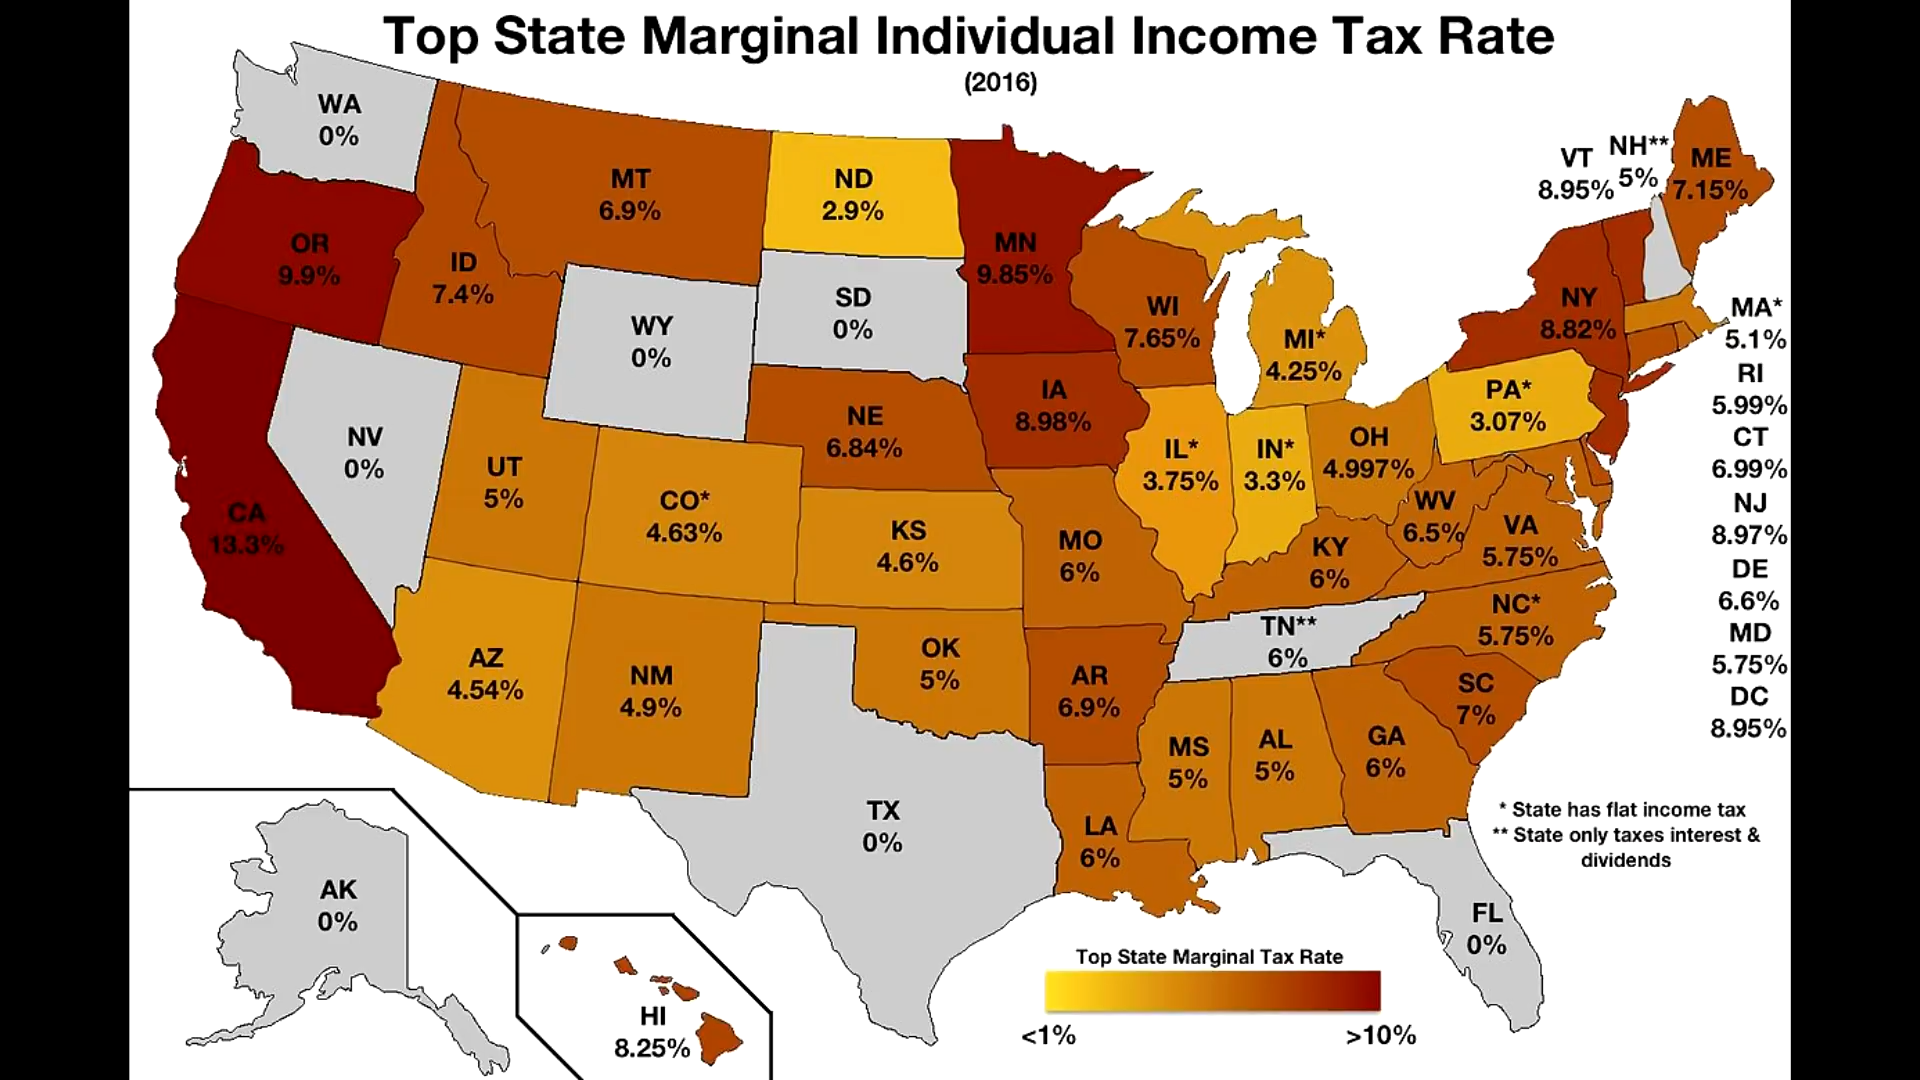 Top State Marginal Individual Income Tax Rate
(2016)
WA
0%
OR
9.9%
CA
13.3%
NV
0%
ID
7.4%
MT
6.9%
WY
0%
UT
5%
CO*
4.63%
AZ
4.54%
NM
4.9%
ND
2.9%
SD
0%
NE
6.84%
KS
4.6%
OK
5%
TX
0%
MN
9.85%
IA
8.98%
MO
6%
AR
6.9%
LA
6%
WI
7.65%
IL*
3.75%
MI*
4.25%
IN*
3.3%
OH
4.997%
KY
6%
TN**
6%
MS
5%
AL
5%
GA
6%
FL
0%
SC
7%
NC*
5.75%
VA
5.75%
WV
6.5%
PA*
3.07%
NY
8.82%
VT
8.95%
NH**
5%
ME
7.15%
MA*
5.1%
RI
5.99%
CT
6.99%
NJ
8.97%
DE
6.6%
MD
5.75%
DC
8.95%
* State has flat income tax
** State only taxes interest &
dividends
AK
0%
HI
8.25%
Top State Marginal Tax Rate
<1%
>10%